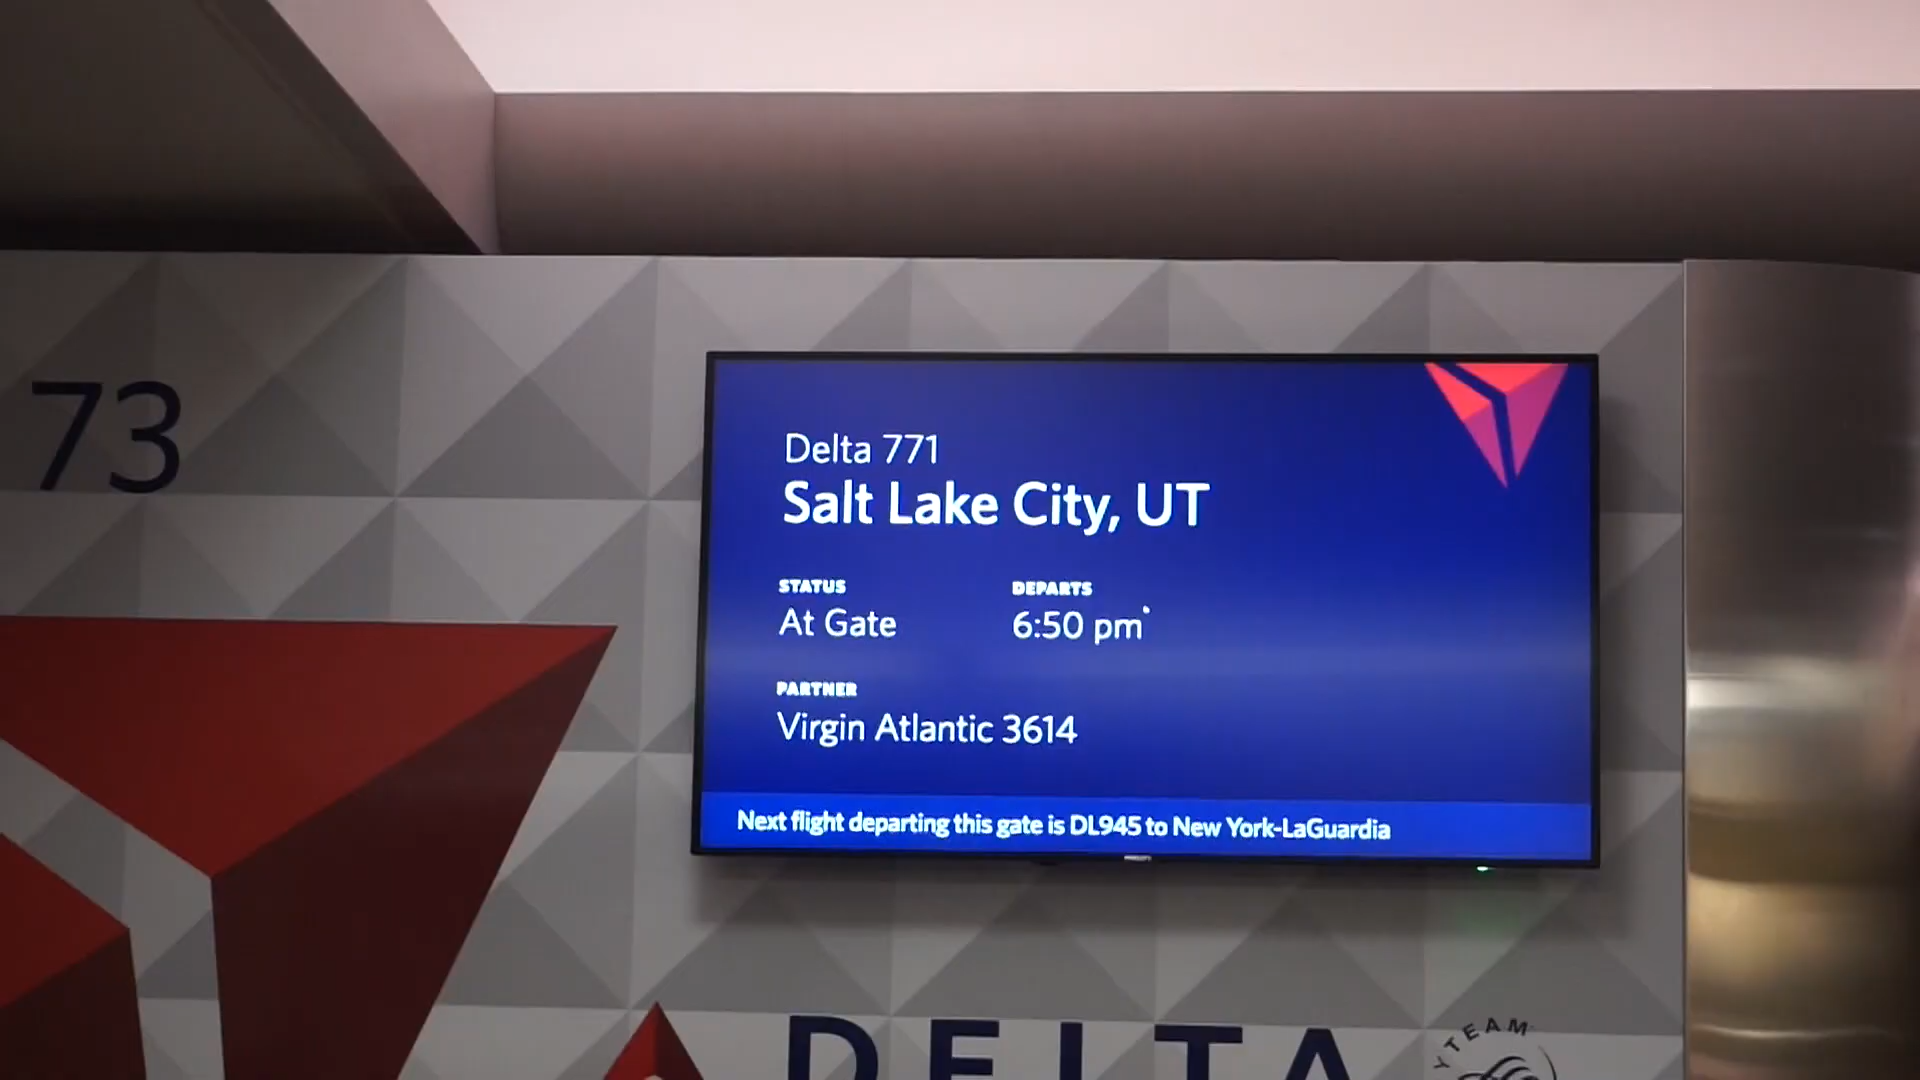 73
Delta 771
Salt Lake City, UT
STATUS
At Gate
DEPARTS
6:50 pm*
PARTNER
Virgin Atlantic 3614
Next flight departing this gate is DL945 to New York-LaGuardia
DELTA
YTEAM